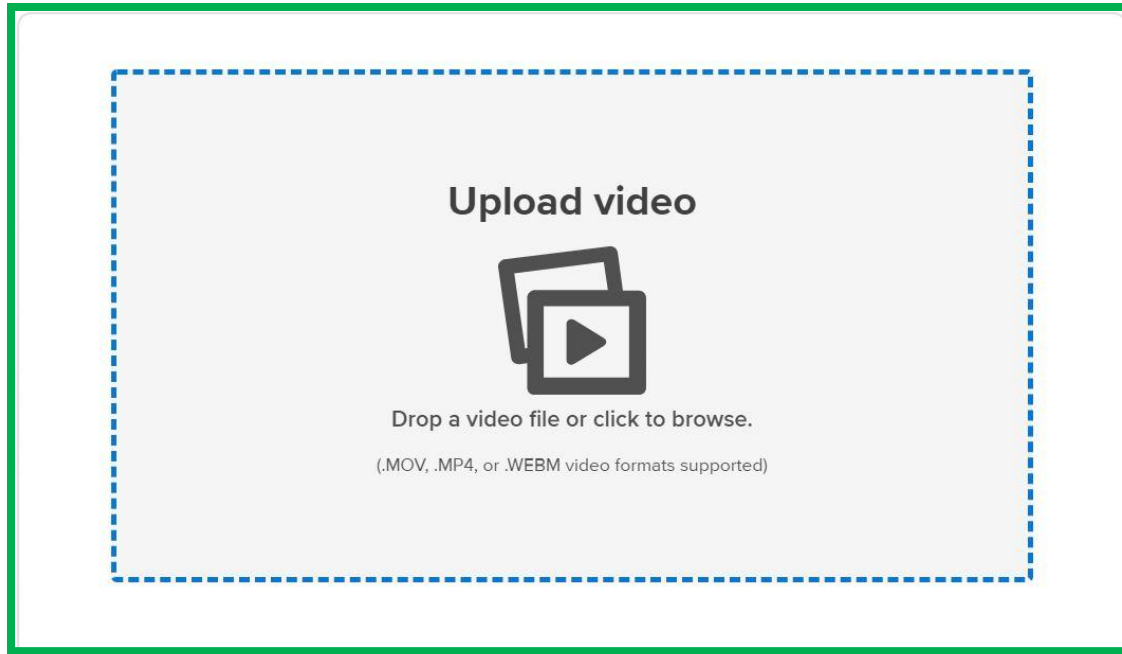 Upload video
Drop a video file or click to browse.
(.MOV, .MP4, or .WEBM video formats supported)